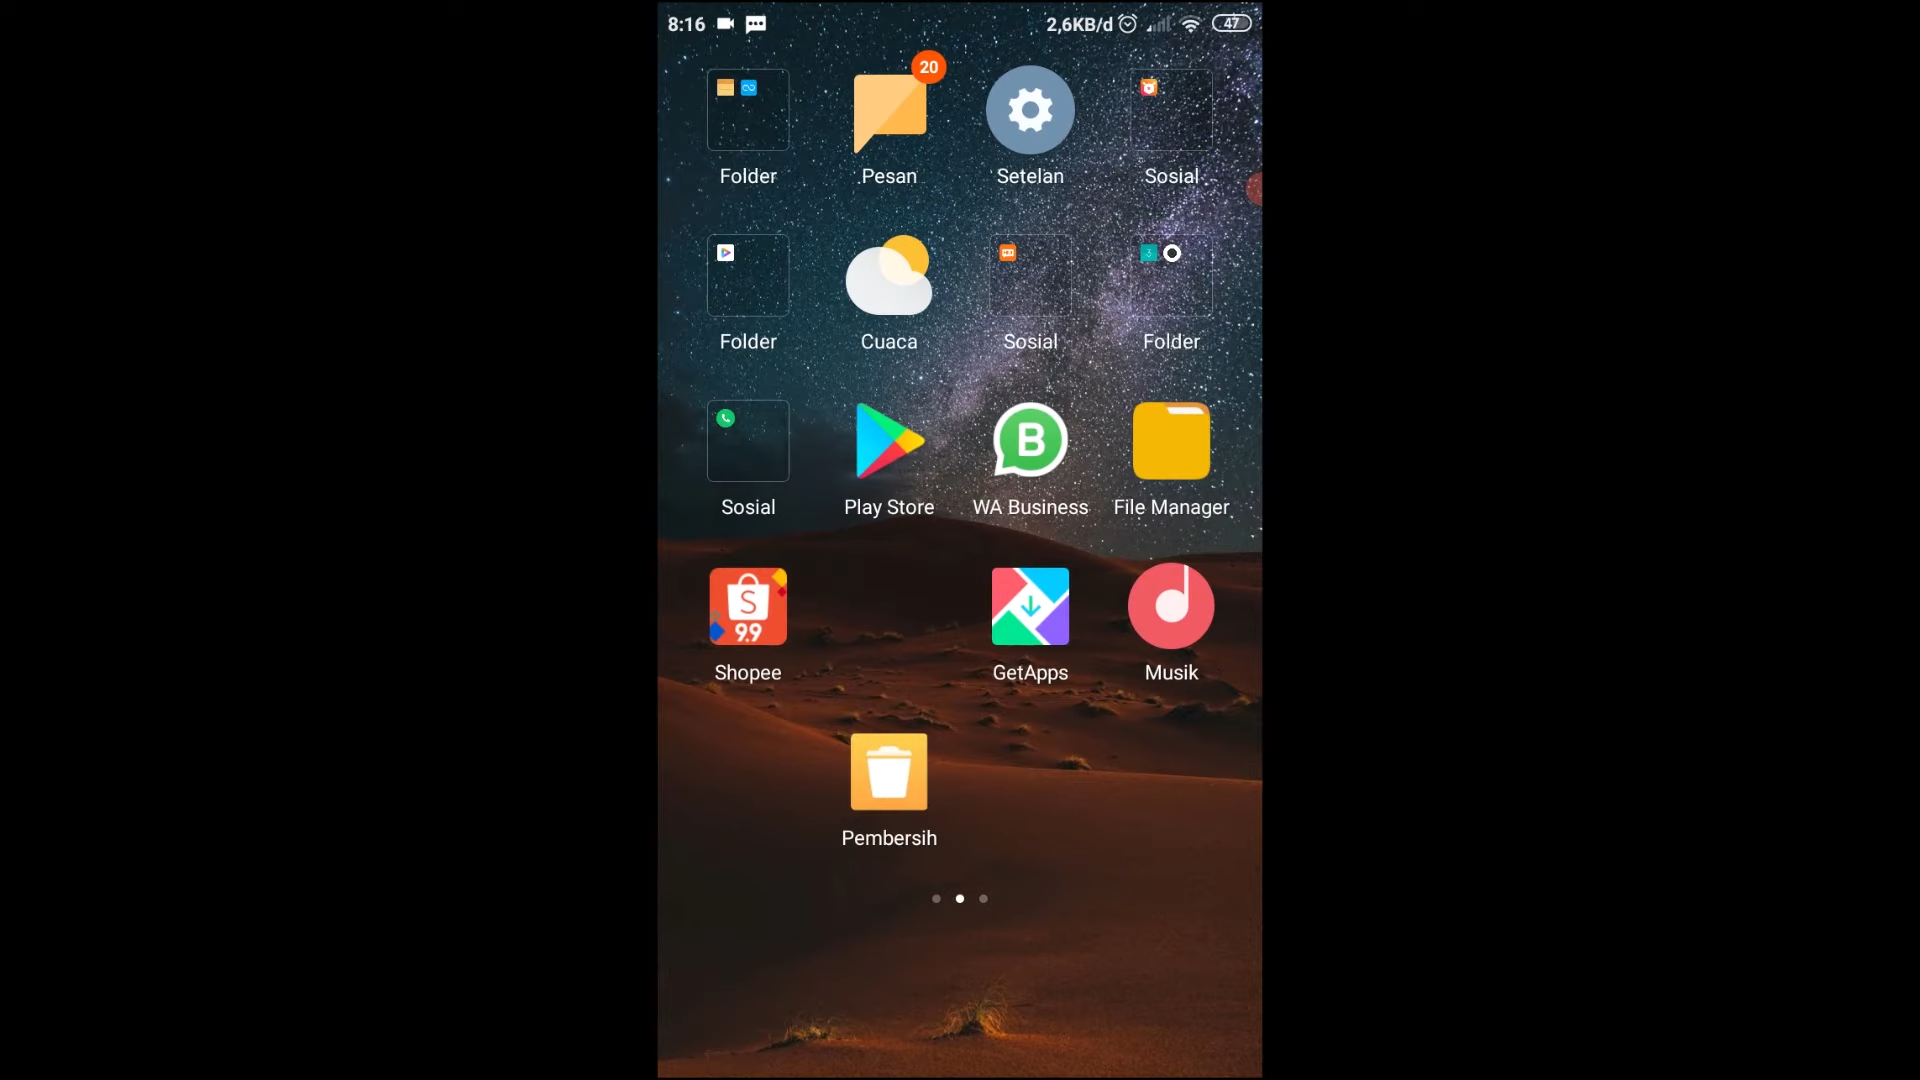 8:16 2,6KB/d 47
20
Folder Pesan Setelan Sosial
Folder Cuaca Sosial Folder
B
Sosial Play Store WA Business File Manager
S
9.9
Shopee GetApps Musik
Pembersih